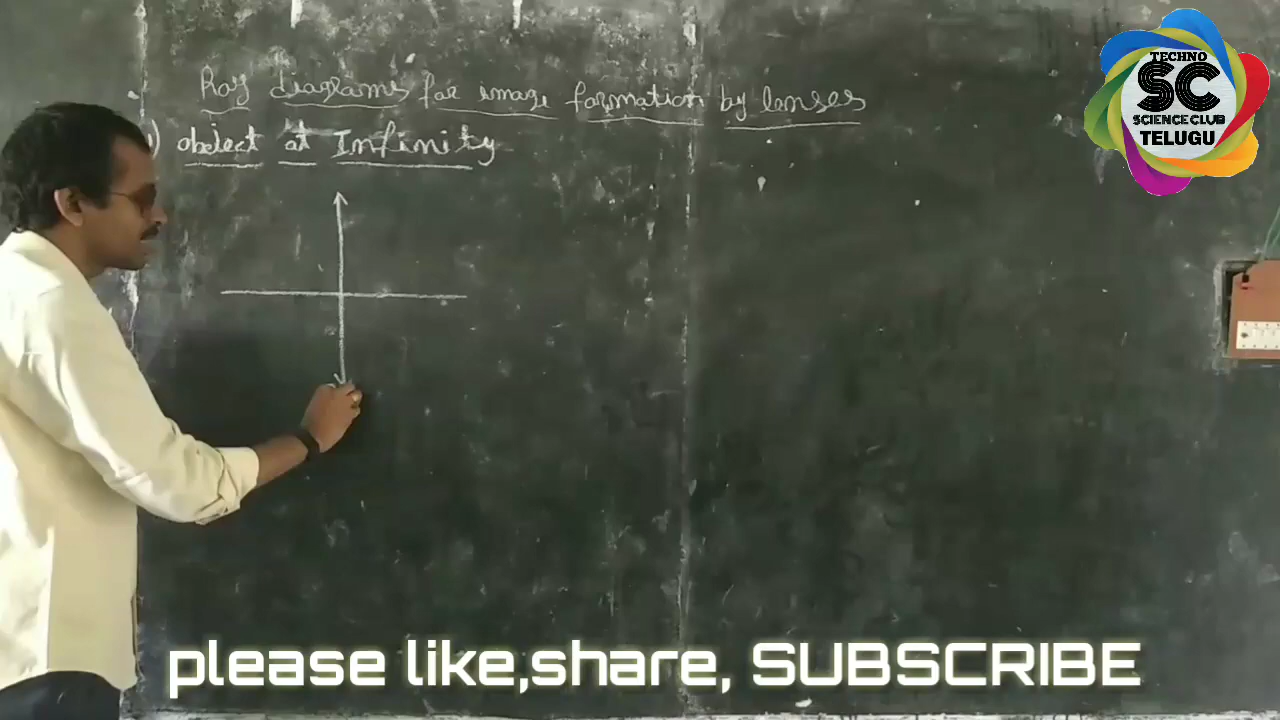 Ray diagrams for image formation by lenses
1) object at Infinity
TECHNO
SC
SCIENCE CLUB
TELUGU
please like,share, SUBSCRIBE